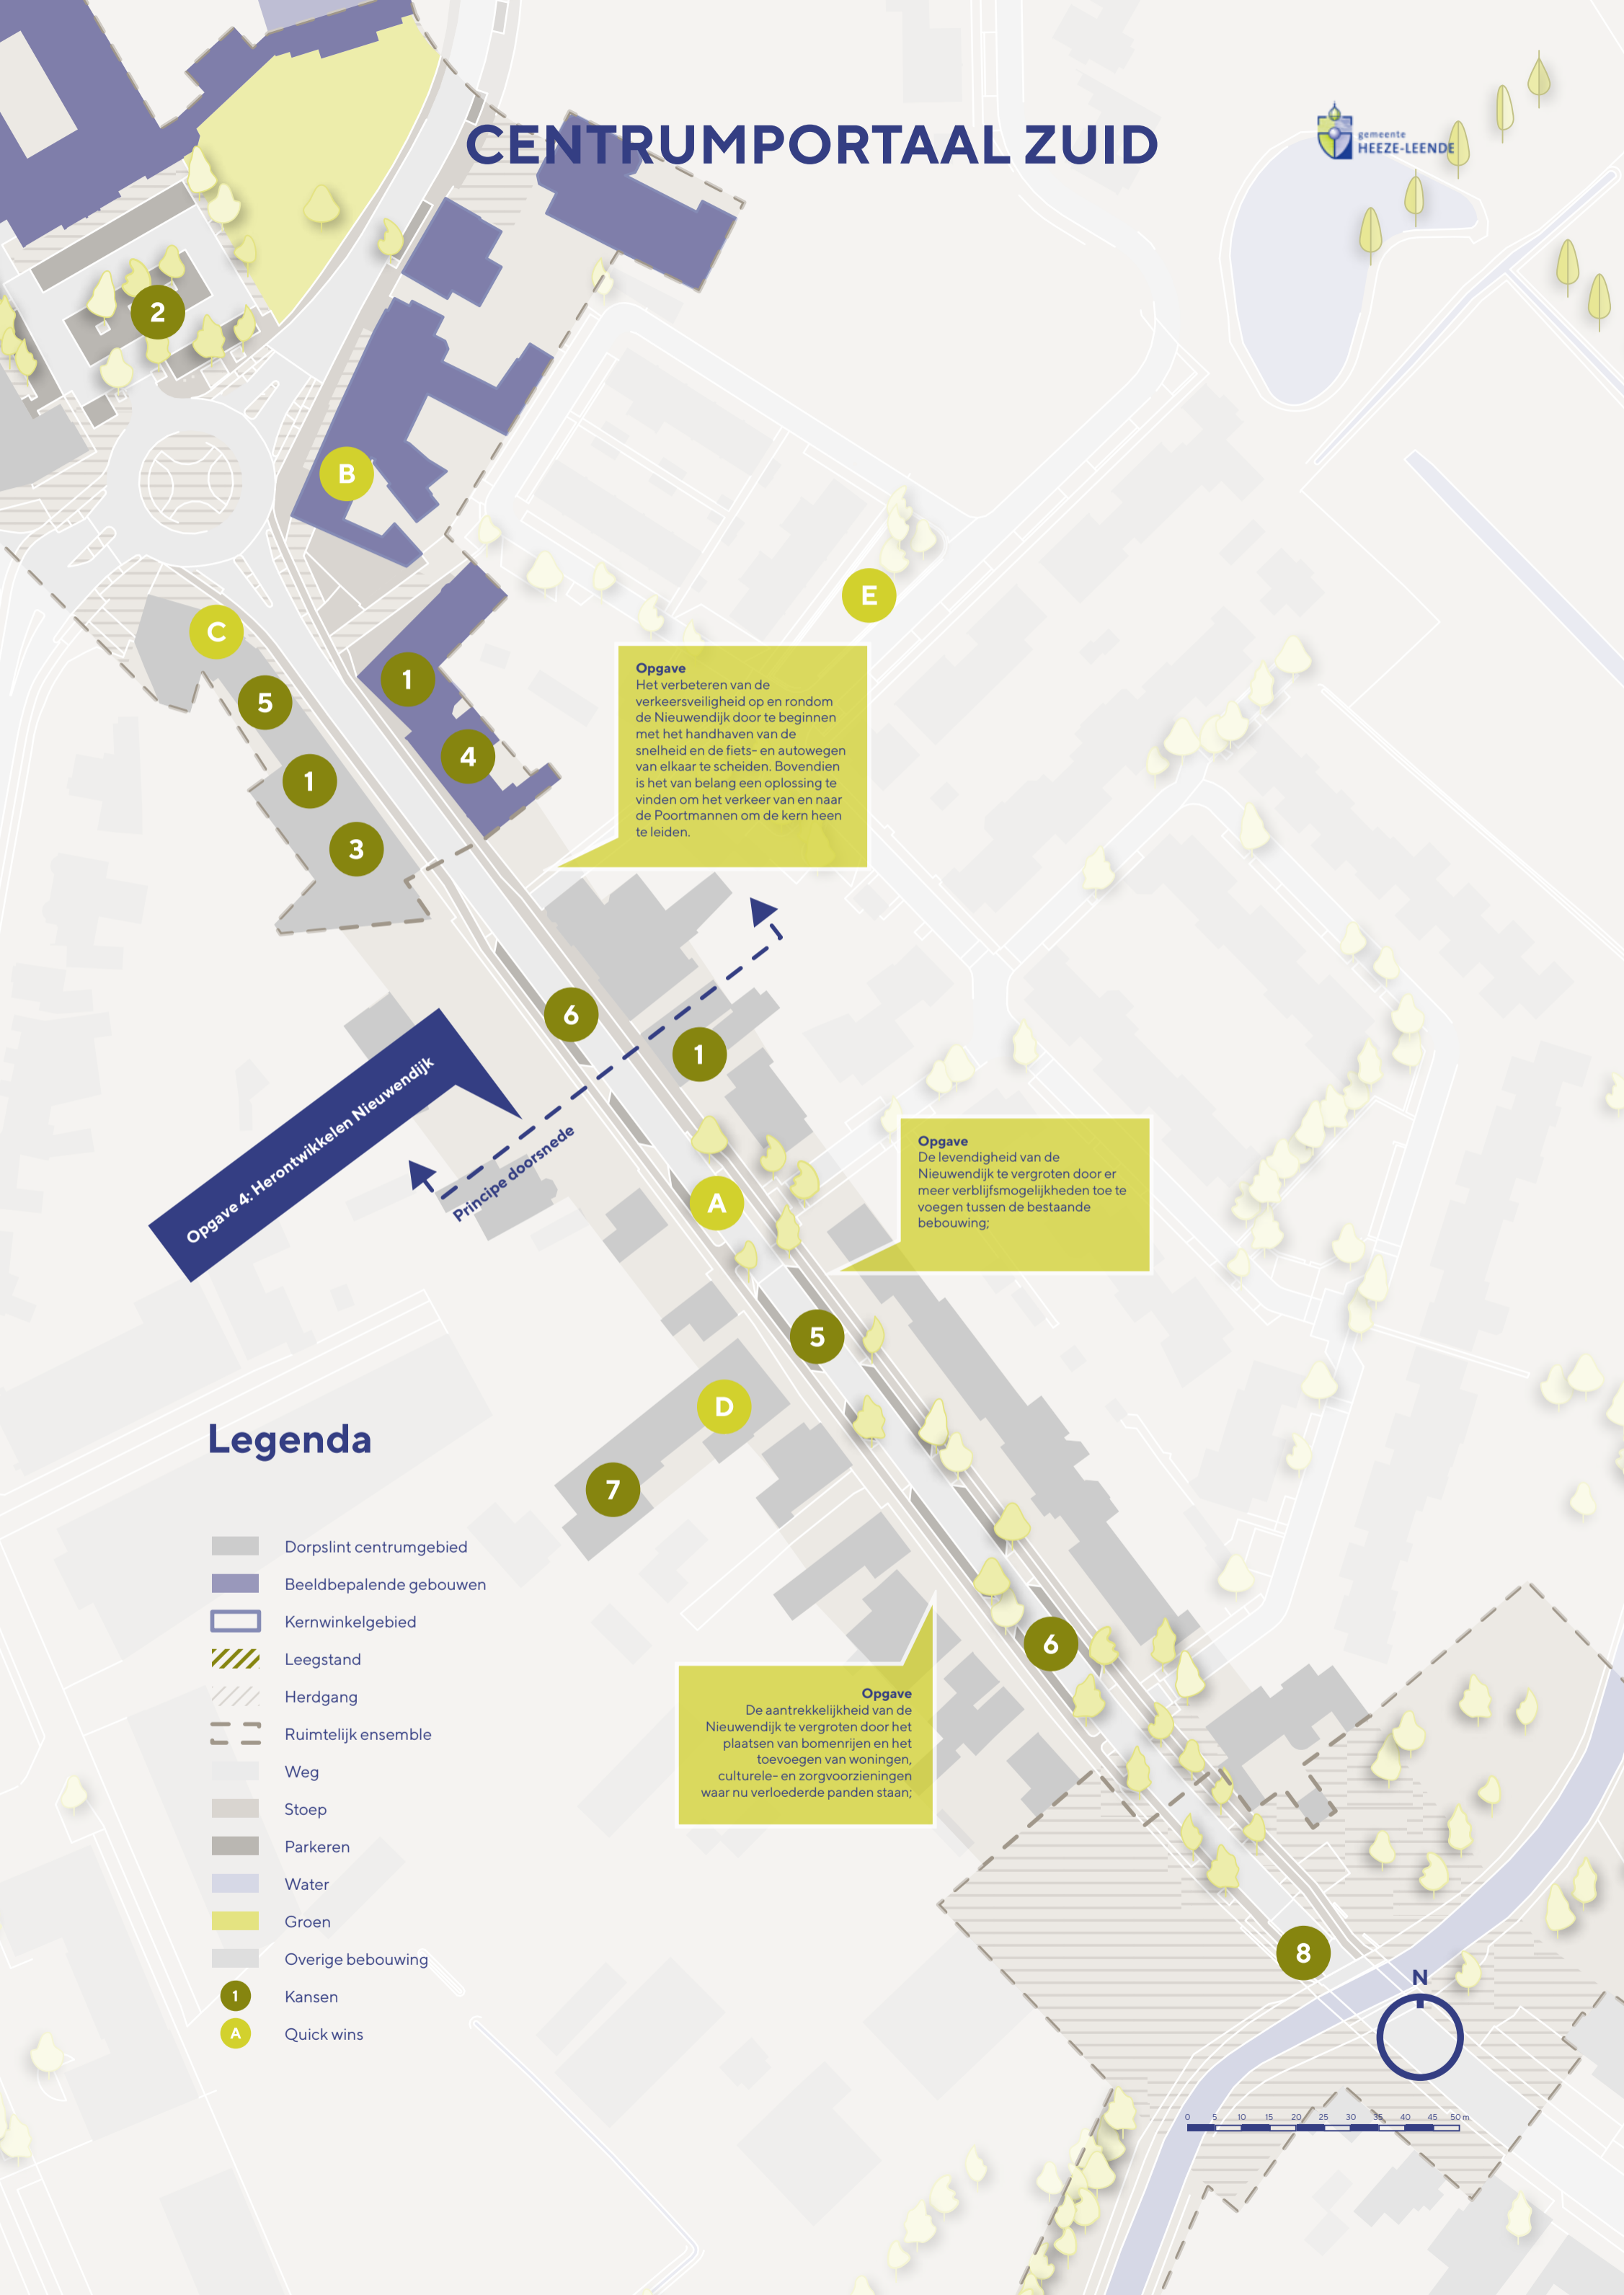 CENTRUMPORTAAL ZUID
gemeente
HEEZE-LEENDE
2
B
E
C
1
5
4
1
3
Opgave
Het verbeteren van de
verkeersveiligheid op en rondom
de Nieuwendijk door te beginnen
met het handhaven van de
snelheid en de fiets- en autowegen
van elkaar te scheiden. Bovendien
is het van belang een oplossing te
vinden om het verkeer van en naar
de Poortmannen om de kern heen
te leiden.
6
1
Opgave 4: Herontwikkelen Nieuwendijk
Principe doorsnede
A
Opgave
De levendigheid van de
Nieuwendijk te vergroten door er
meer verblijfsmogelijkheden toe te
voegen tussen de bestaande
bebouwing;
5
D
7
6
Opgave
De aantrekkelijkheid van de
Nieuwendijk te vergroten door het
plaatsen van bomenrijen en het
toevoegen van woningen,
culturele- en zorgvoorzieningen
waar nu verloederde panden staan;
8
Legenda
Dorpslint centrumgebied
Beeldbepalende gebouwen
Kernwinkelgebied
Leegstand
Herdgang
Ruimtelijk ensemble
Weg
Stoep
Parkeren
Water
Groen
Overige bebouwing
1 Kansen
A Quick wins
N
0 5 10 15 20 25 30 35 40 45 50 m